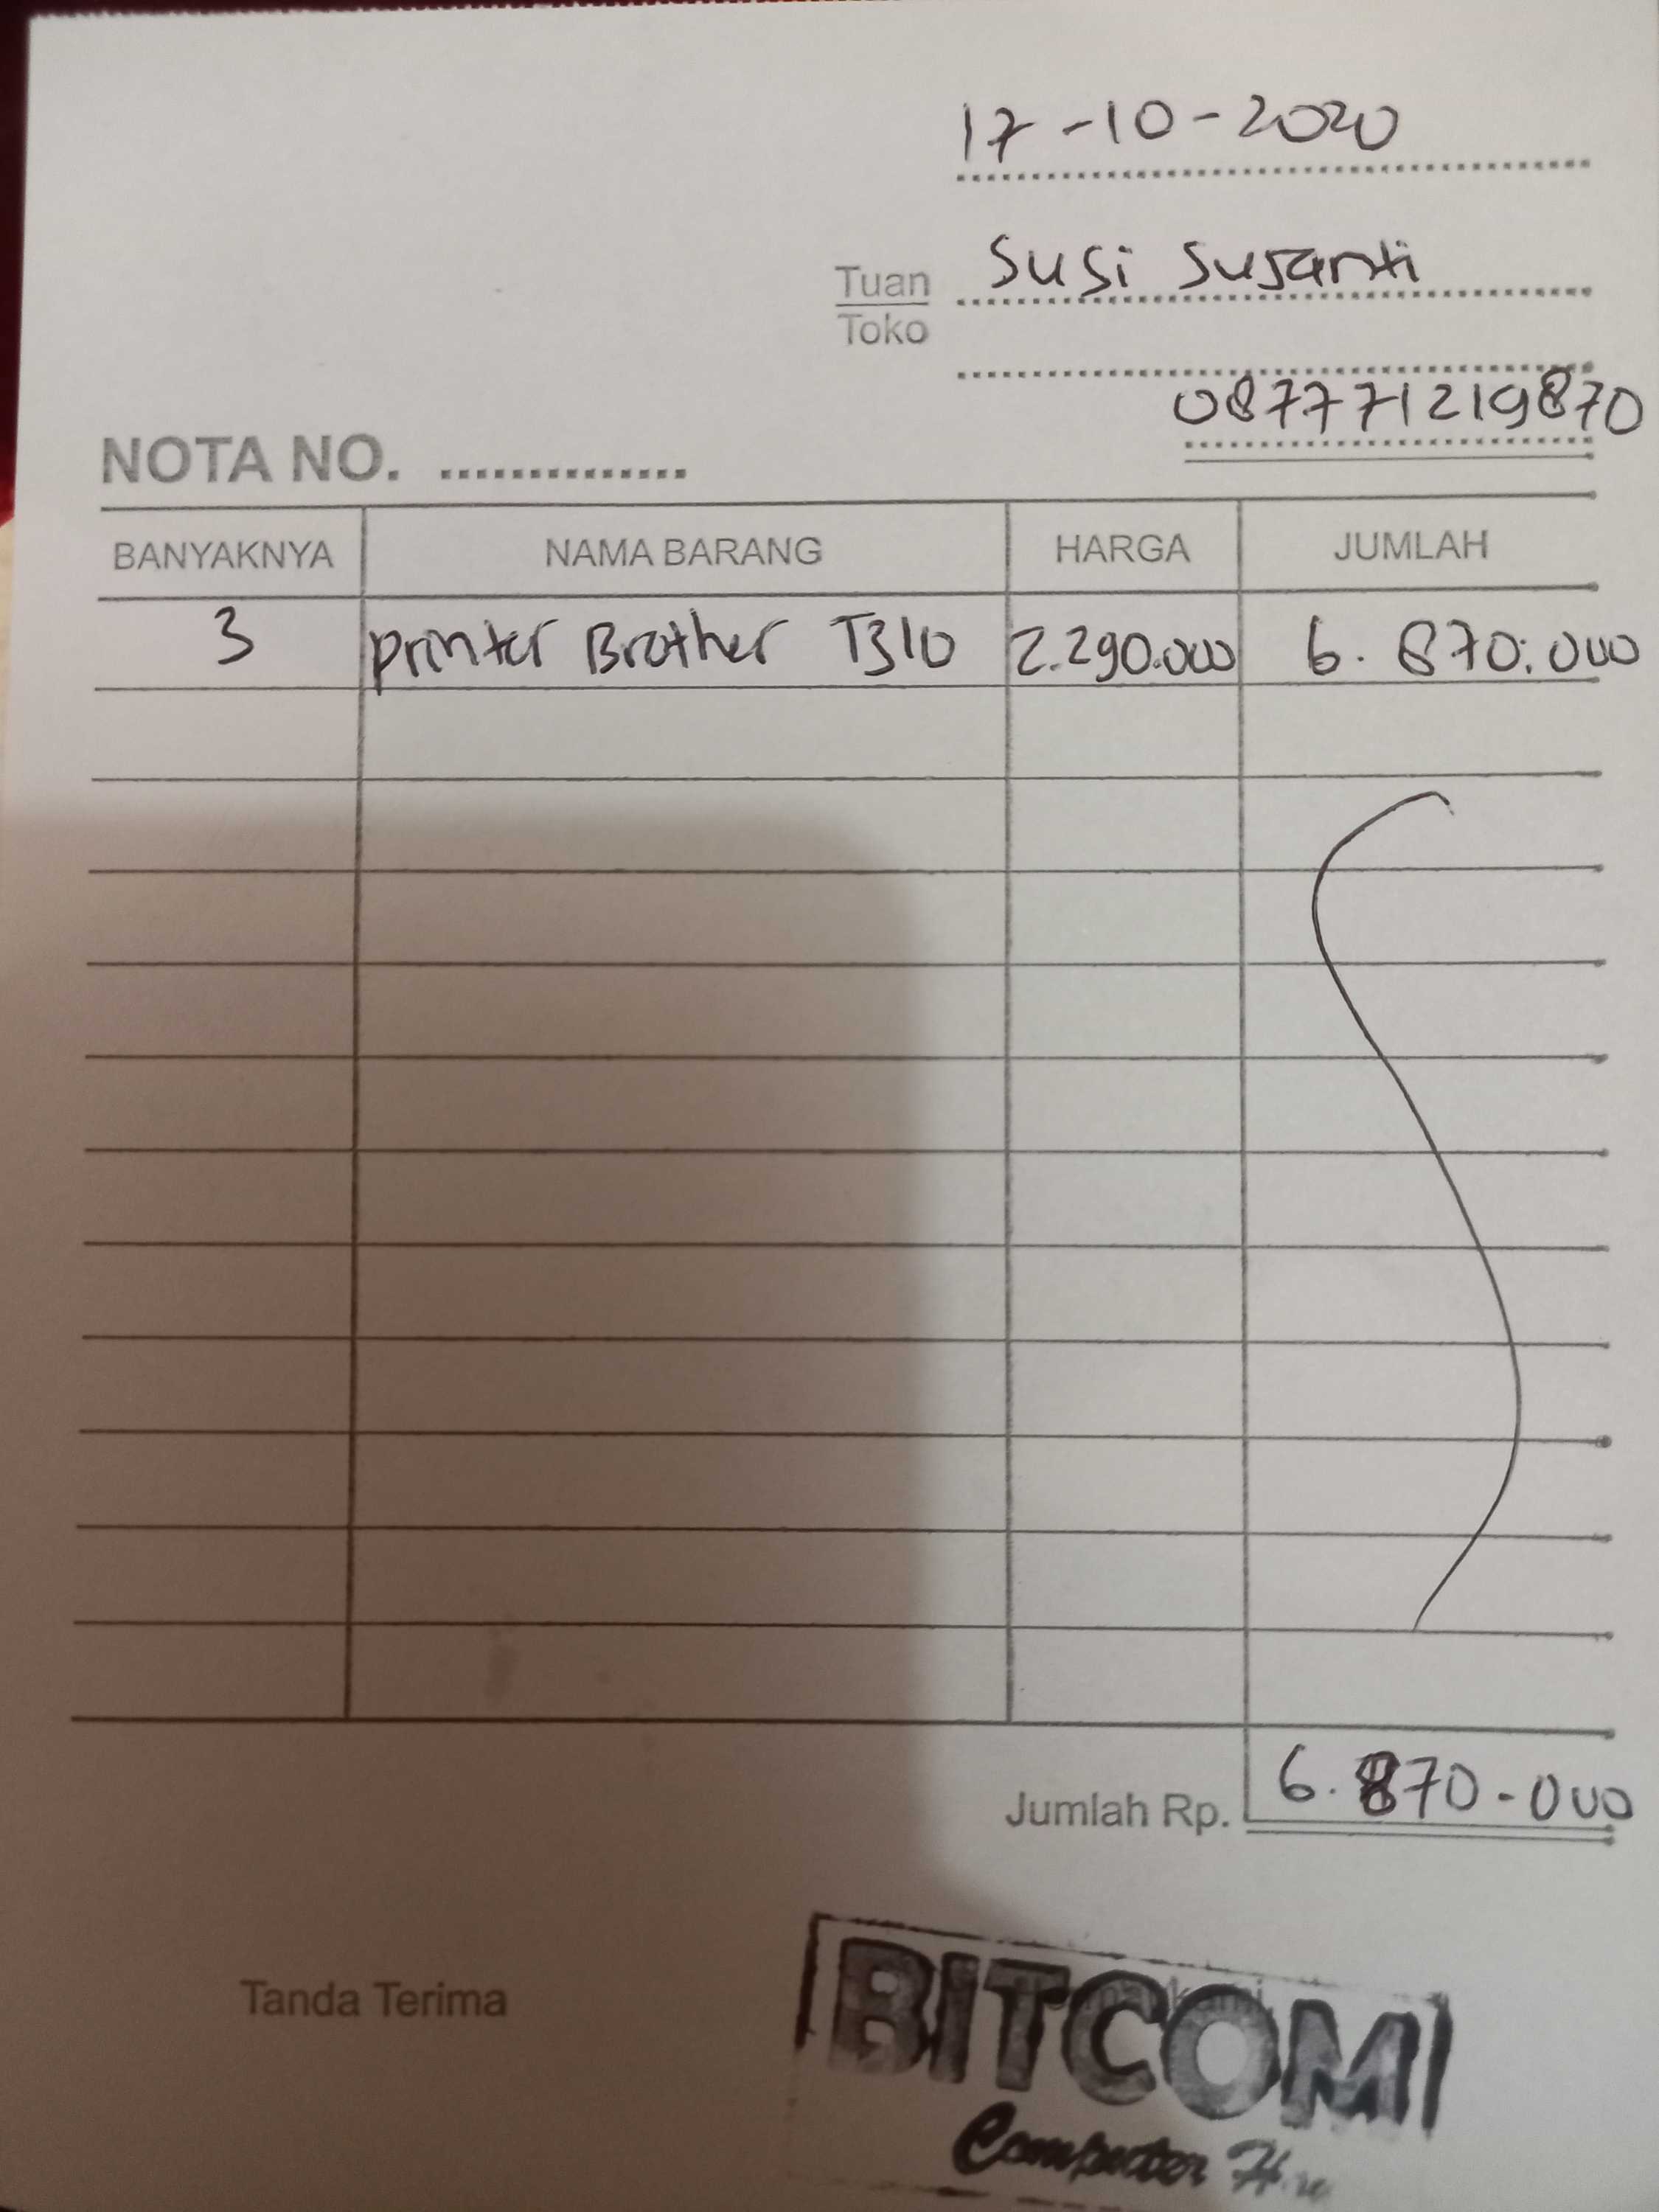 17-10-2020
Tuan Susi Susanti
Toko
087771219870
NOTA NO. ..............
BANYAKNYA NAMA BARANG HARGA JUMLAH
3 printer Brother T310 2.290.000 6.870.000
Jumlah Rp. 6.870.000
Tanda Terima
BITCOM
Computer